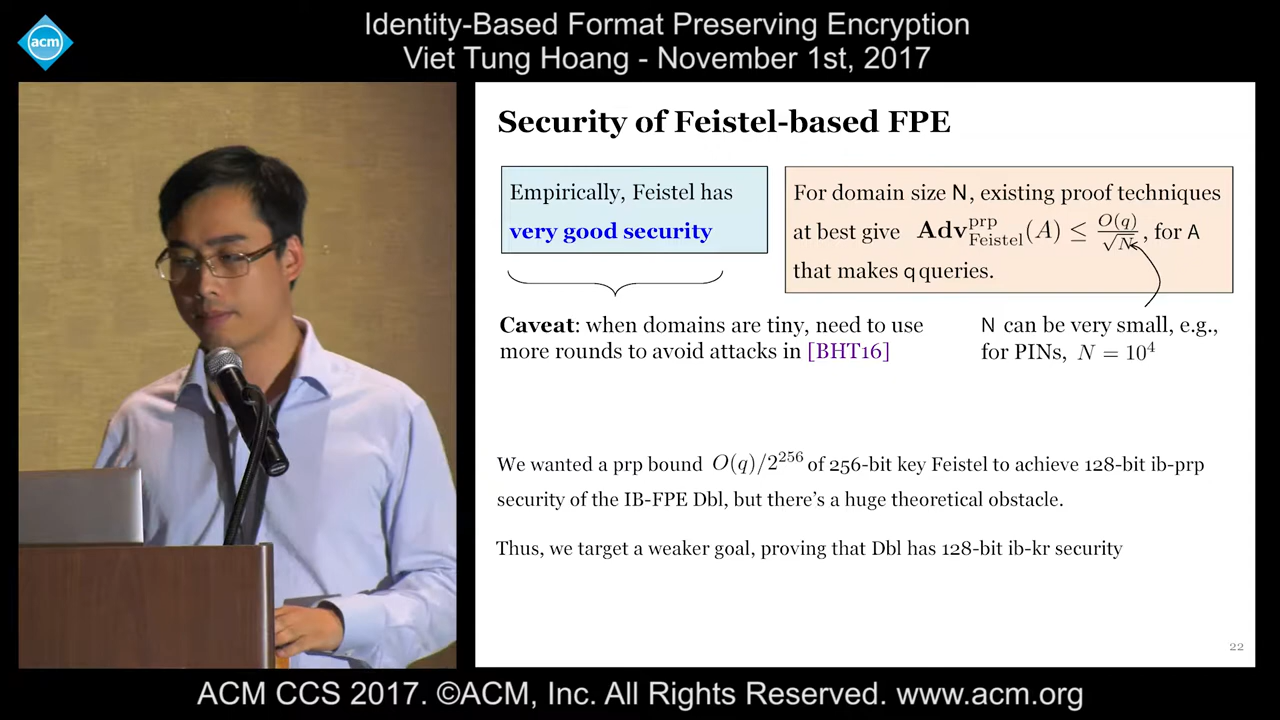 acm
Identity-Based Format Preserving Encryption
Viet Tung Hoang - November 1st, 2017
Security of Feistel-based FPE
Empirically, Feistel has
very good security
For domain size N, existing proof techniques
at best give Adv^prp_Feistel(A) ≤ O(q)/√N, for A
that makes q queries.
Caveat: when domains are tiny, need to use
more rounds to avoid attacks in [BHT16]
N can be very small, e.g.,
for PINs, N = 10^4
We wanted a prp bound O(q)/2^256 of 256-bit key Feistel to achieve 128-bit ib-prp
security of the IB-FPE Dbl, but there's a huge theoretical obstacle.
Thus, we target a weaker goal, proving that Dbl has 128-bit ib-kr security
22
ACM CCS 2017. ©ACM, Inc. All Rights Reserved. www.acm.org